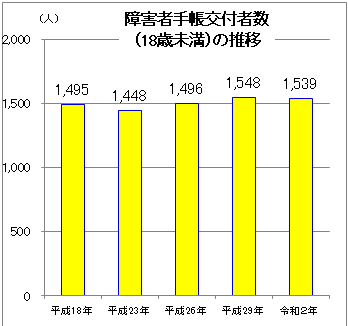 (人)
障害者手帳交付者数
(18歳未満)の推移
2,000
1,500
1,000
500
0
1,495
1,448
1,496
1,548
1,539
平成18年
平成23年
平成26年
平成29年
令和2年